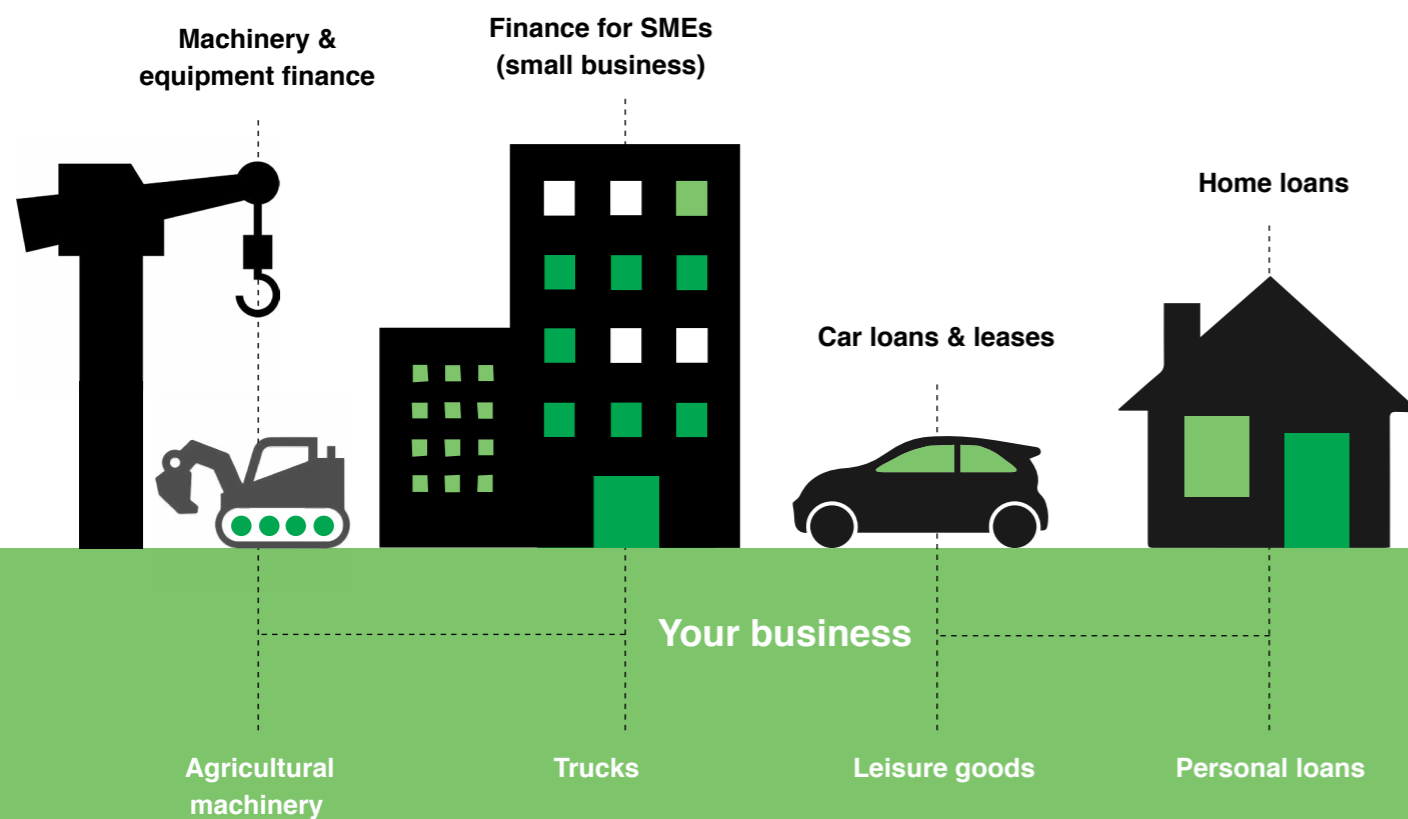 Machinery &
equipment finance
Finance for SMEs
(small business)
Home loans
Car loans & leases
Your business
Agricultural
machinery
Trucks
Leisure goods
Personal loans